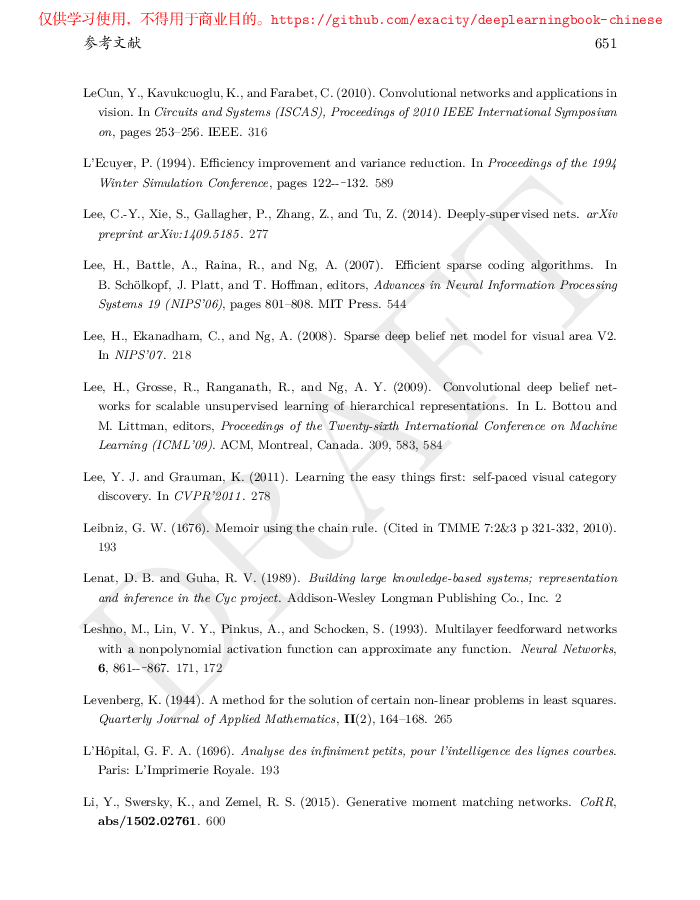 仅供学习使用，不得用于商业目的。https://github.com/exacity/deeplearningbook-chinese
参考文献 651
LeCun, Y., Kavukcuoglu, K., and Farabet, C. (2010). Convolutional networks and applications in
vision. In Circuits and Systems (ISCAS), Proceedings of 2010 IEEE International Symposium
on, pages 253–256. IEEE. 316
L'Ecuyer, P. (1994). Efficiency improvement and variance reduction. In Proceedings of the 1994
Winter Simulation Conference, pages 122-–-132. 589
Lee, C.-Y., Xie, S., Gallagher, P., Zhang, Z., and Tu, Z. (2014). Deeply-supervised nets. arXiv
preprint arXiv:1409.5185. 277
Lee, H., Battle, A., Raina, R., and Ng, A. (2007). Efficient sparse coding algorithms. In
B. Schölkopf, J. Platt, and T. Hoffman, editors, Advances in Neural Information Processing
Systems 19 (NIPS'06), pages 801–808. MIT Press. 544
Lee, H., Ekanadham, C., and Ng, A. (2008). Sparse deep belief net model for visual area V2.
In NIPS'07. 218
Lee, H., Grosse, R., Ranganath, R., and Ng, A. Y. (2009). Convolutional deep belief net-
works for scalable unsupervised learning of hierarchical representations. In L. Bottou and
M. Littman, editors, Proceedings of the Twenty-sixth International Conference on Machine
Learning (ICML'09). ACM, Montreal, Canada. 309, 583, 584
Lee, Y. J. and Grauman, K. (2011). Learning the easy things first: self-paced visual category
discovery. In CVPR'2011. 278
Leibniz, G. W. (1676). Memoir using the chain rule. (Cited in TMME 7:2&3 p 321-332, 2010).
193
Lenat, D. B. and Guha, R. V. (1989). Building large knowledge-based systems; representation
and inference in the Cyc project. Addison-Wesley Longman Publishing Co., Inc. 2
Leshno, M., Lin, V. Y., Pinkus, A., and Schocken, S. (1993). Multilayer feedforward networks
with a nonpolynomial activation function can approximate any function. Neural Networks,
6, 861-–-867. 171, 172
Levenberg, K. (1944). A method for the solution of certain non-linear problems in least squares.
Quarterly Journal of Applied Mathematics, II(2), 164–168. 265
L'Hôpital, G. F. A. (1696). Analyse des infiniment petits, pour l'intelligence des lignes courbes.
Paris: L'Imprimerie Royale. 193
Li, Y., Swersky, K., and Zemel, R. S. (2015). Generative moment matching networks. CoRR,
abs/1502.02761. 600
DRAFT